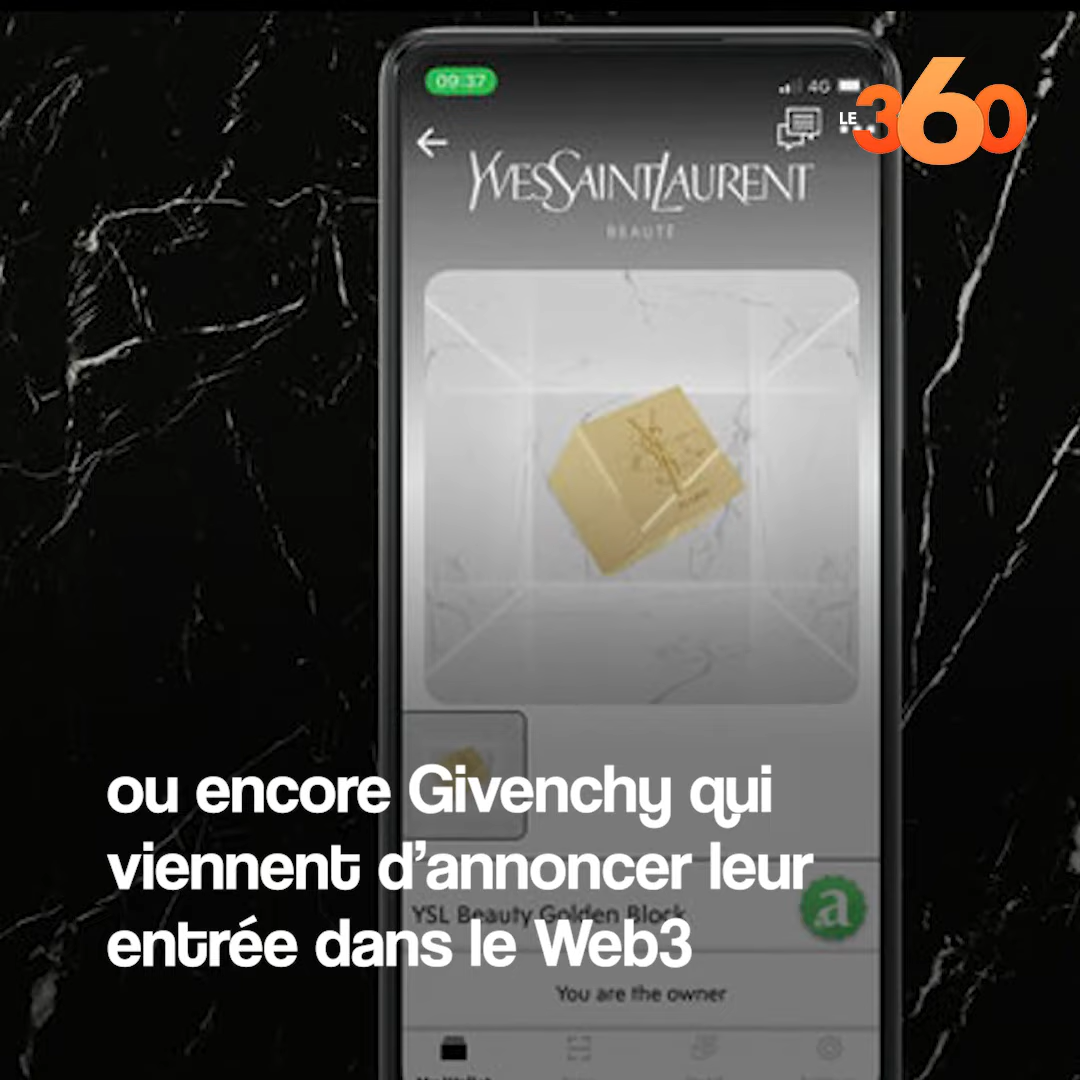 09:37
4G
LE 360
YVESSAINTLAURENT
BEAUTÉ
ou encore Givenchy qui
viennent d’annoncer leur
YSL Beauty Golden Block
a
entrée dans le Web3
You are the owner